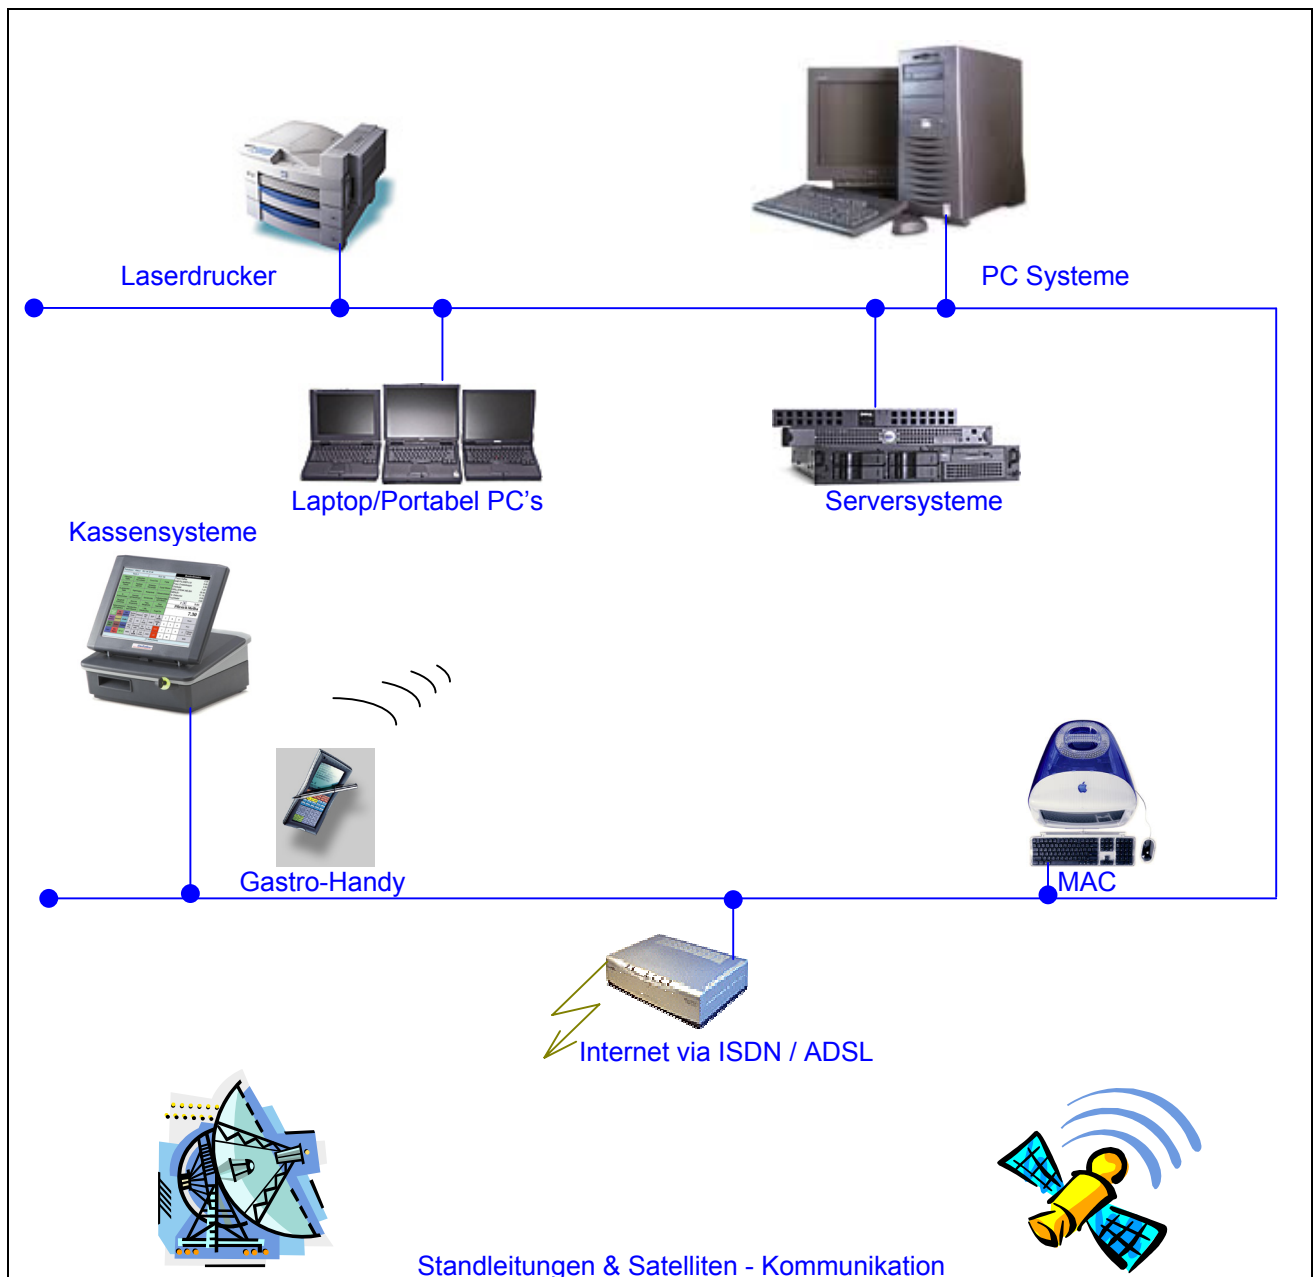 Laserdrucker
PC Systeme
Laptop/Portabel PC's
Serversysteme
Kassensysteme
Gastro-Handy
MAC
Internet via ISDN / ADSL
Standleitungen & Satelliten - Kommunikation